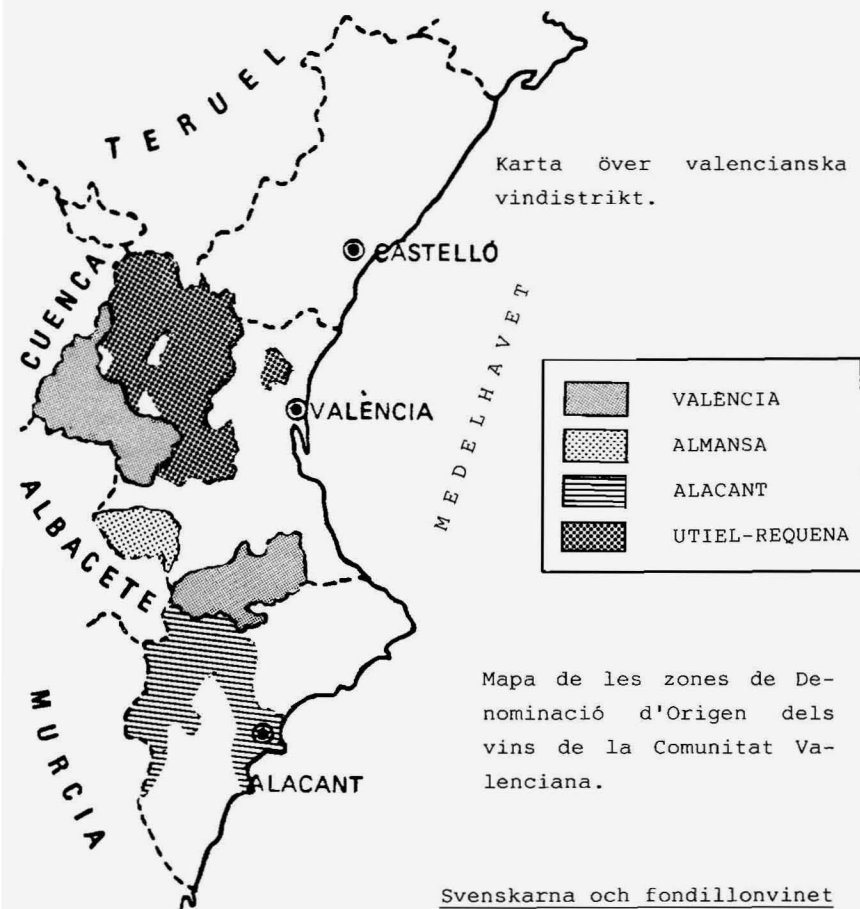 TERUEL
Karta över valencianska
vindistrikt.
CASTELLÓ
CUENCA
MEDELHAVET
VALÈNCIA
VALÈNCIA
ALMANSA
ALACANT
UTIEL-REQUENA
ALBACETE
MURCIA
Mapa de les zones de De-
nominació d'Origen dels
vins de la Comunitat Va-
lenciana.
ALACANT
Svenskarna och fondillonvinet